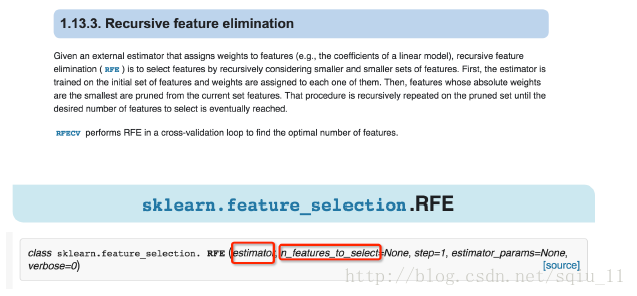 1.13.3. Recursive feature elimination
Given an external estimator that assigns weights to features (e.g., the coefficients of a linear model), recursive feature
elimination ( RFE ) is to select features by recursively considering smaller and smaller sets of features. First, the estimator is
trained on the initial set of features and weights are assigned to each one of them. Then, features whose absolute weights
are the smallest are pruned from the current set features. That procedure is recursively repeated on the pruned set until the
desired number of features to select is eventually reached.
RFECV performs RFE in a cross-validation loop to find the optimal number of features.
sklearn.feature_selection.RFE
class sklearn.feature_selection. RFE (estimator, n_features_to_select=None, step=1, estimator_params=None,
verbose=0) [source]
http://blog.csdn.net/sqiu_11